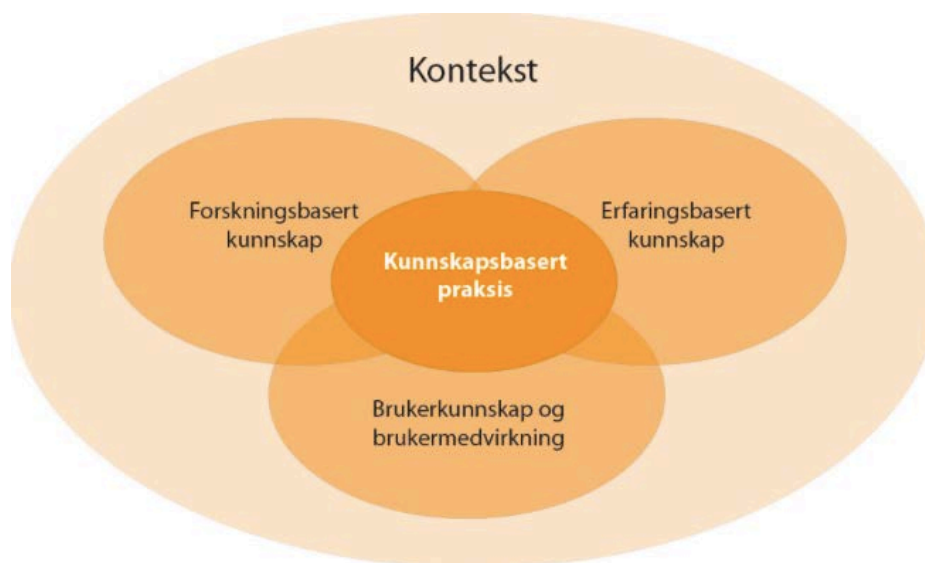 Kontekst
Forskningsbasert
kunnskap
Erfaringsbasert
kunnskap
Kunnskapsbasert
praksis
Brukerkunnskap og
brukermedvirkning